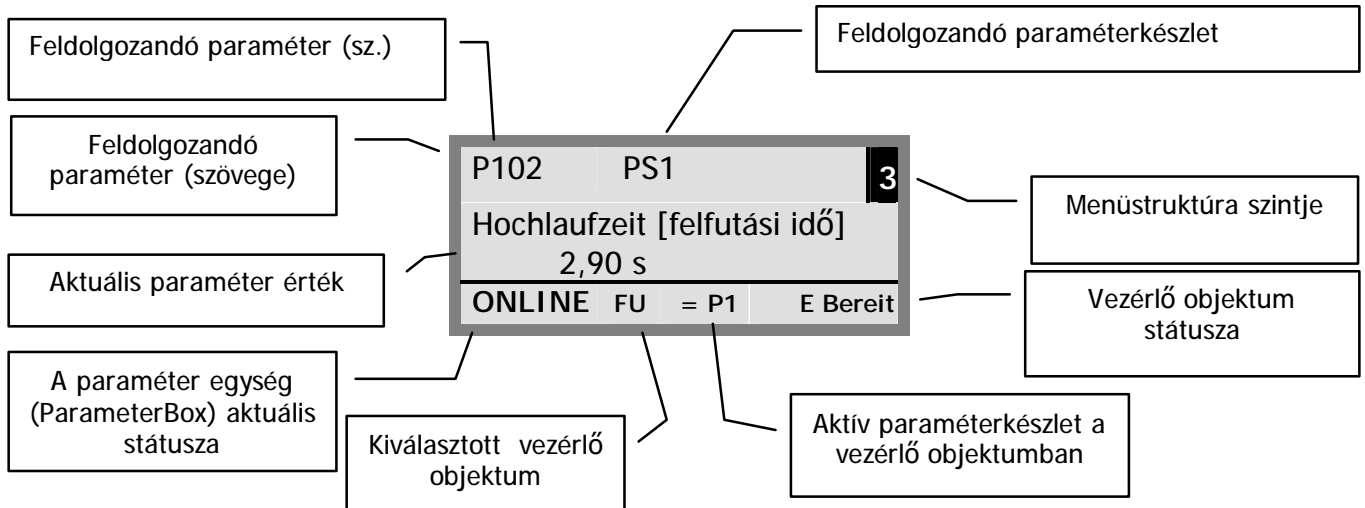 Feldolgozandó paraméter (sz.)
Feldolgozandó paraméterkészlet
Feldolgozandó
paraméter (szövege)
P102 PS1 3
Hochlaufzeit [felfutási idő]
2,90 s
ONLINE FU = P1 E Bereit
Menüstruktúra szintje
Aktuális paraméter érték
Vezérlő objektum
státusza
A paraméter egység
(ParameterBox) aktuális
státusza
Kiválasztott vezérlő
objektum
Aktív paraméterkészlet a
vezérlő objektumban